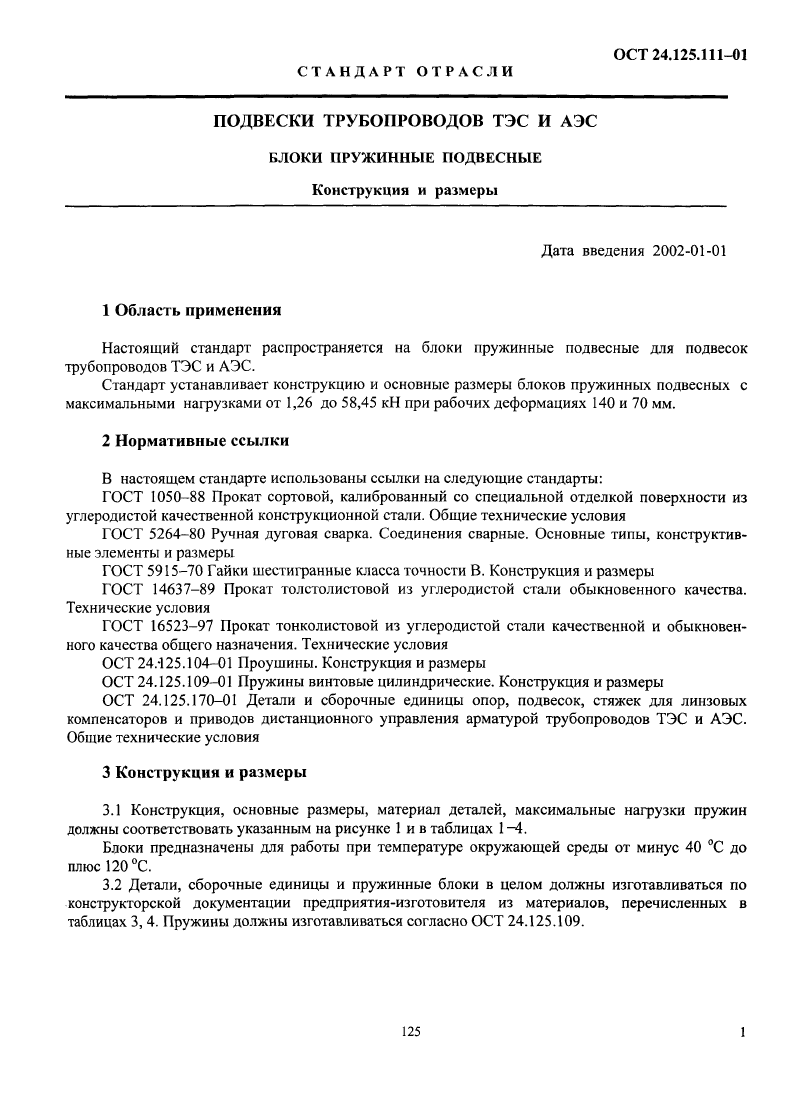 ОСТ 24.125.111–01
СТАНДАРТ ОТРАСЛИ
ПОДВЕСКИ ТРУБОПРОВОДОВ ТЭС И АЭС
БЛОКИ ПРУЖИННЫЕ ПОДВЕСНЫЕ
Конструкция и размеры
Дата введения 2002-01-01
1 Область применения
Настоящий стандарт распространяется на блоки пружинные подвесные для подвесок
трубопроводов ТЭС и АЭС.
Стандарт устанавливает конструкцию и основные размеры блоков пружинных подвесных с
максимальными нагрузками от 1,26 до 58,45 кН при рабочих деформациях 140 и 70 мм.
2 Нормативные ссылки
В настоящем стандарте использованы ссылки на следующие стандарты:
ГОСТ 1050–88 Прокат сортовой, калиброванный со специальной отделкой поверхности из
углеродистой качественной конструкционной стали. Общие технические условия
ГОСТ 5264–80 Ручная дуговая сварка. Соединения сварные. Основные типы, конструктив-
ные элементы и размеры
ГОСТ 5915–70 Гайки шестигранные класса точности В. Конструкция и размеры
ГОСТ 14637–89 Прокат толстолистовой из углеродистой стали обыкновенного качества.
Технические условия
ГОСТ 16523–97 Прокат тонколистовой из углеродистой стали качественной и обыкновен-
ного качества общего назначения. Технические условия
ОСТ 24.125.104–01 Проушины. Конструкция и размеры
ОСТ 24.125.109–01 Пружины винтовые цилиндрические. Конструкция и размеры
ОСТ 24.125.170–01 Детали и сборочные единицы опор, подвесок, стяжек для линзовых
компенсаторов и приводов дистанционного управления арматурой трубопроводов ТЭС и АЭС.
Общие технические условия
3 Конструкция и размеры
3.1 Конструкция, основные размеры, материал деталей, максимальные нагрузки пружин
должны соответствовать указанным на рисунке 1 и в таблицах 1–4.
Блоки предназначены для работы при температуре окружающей среды от минус 40 °С до
плюс 120 °С.
3.2 Детали, сборочные единицы и пружинные блоки в целом должны изготавливаться по
конструкторской документации предприятия-изготовителя из материалов, перечисленных в
таблицах 3, 4. Пружины должны изготавливаться согласно ОСТ 24.125.109.
125
1